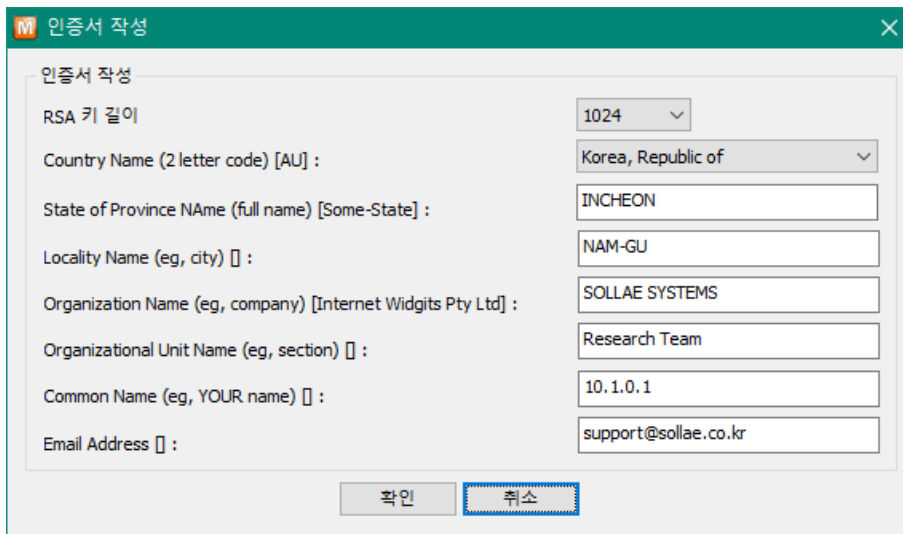 M 인증서 작성
인증서 작성
RSA 키 길이 1024
Country Name (2 letter code) [AU] : Korea, Republic of
State of Province NAme (full name) [Some-State] : INCHEON
Locality Name (eg, city) [] : NAM-GU
Organization Name (eg, company) [Internet Widgits Pty Ltd] : SOLLAE SYSTEMS
Organizational Unit Name (eg, section) [] : Research Team
Common Name (eg, YOUR name) [] : 10.1.0.1
Email Address [] : support@sollae.co.kr
확인 취소